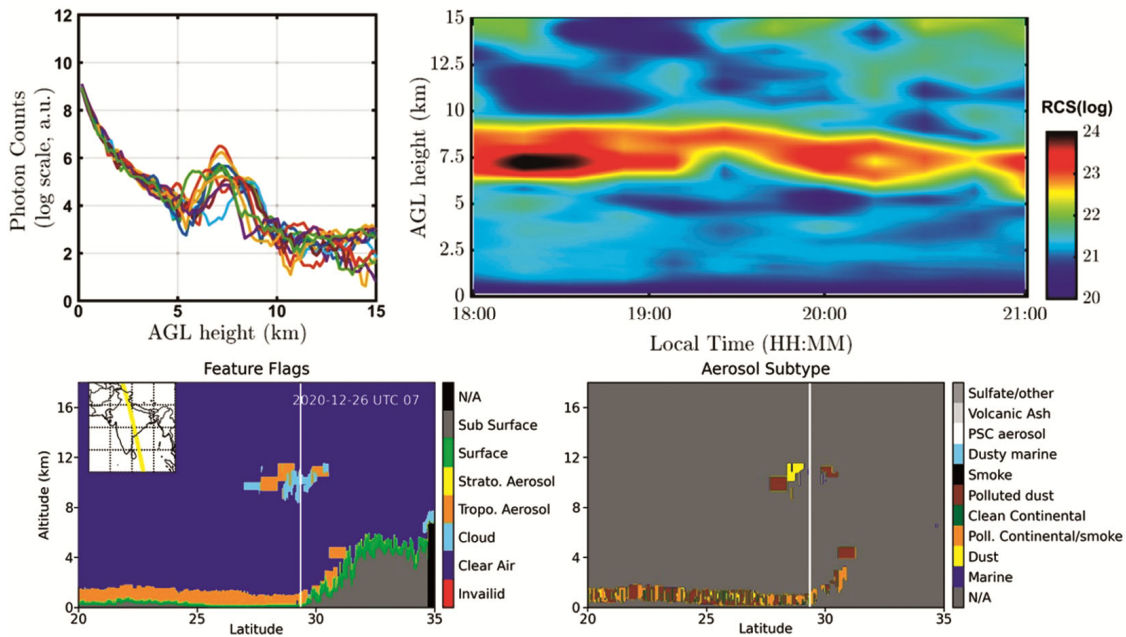 12
10
8
6
4
2
0
0
5
10
15
Photon Counts
(log scale, a.u.)
AGL height (km)
15
12.5
10
7.5
5
2.5
0
18:00
19:00
20:00
21:00
AGL height (km)
Local Time (HH:MM)
RCS(log)
24
23
22
21
20
Feature Flags
2020-12-26 UTC 07
16
12
8
4
0
20
25
30
35
Altitude (km)
Latitude
N/A
Sub Surface
Surface
Strato. Aerosol
Tropo. Aerosol
Cloud
Clear Air
Invailid
Aerosol Subtype
16
12
8
4
0
20
25
30
35
Latitude
Sulfate/other
Volcanic Ash
PSC aerosol
Dusty marine
Smoke
Polluted dust
Clean Continental
Poll. Continental/smoke
Dust
Marine
N/A